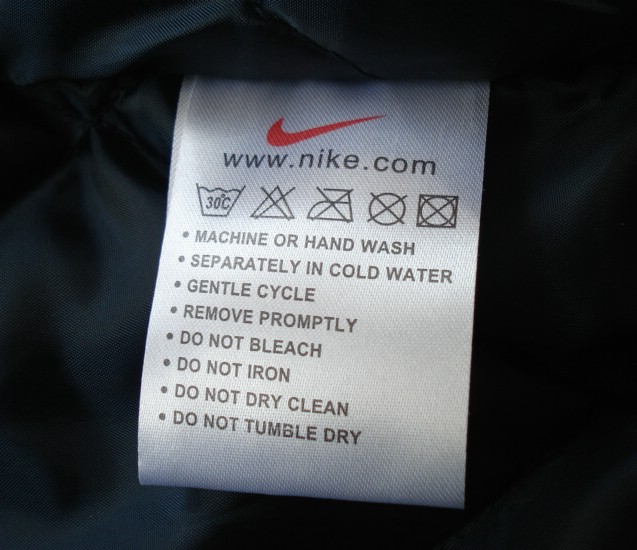 www.nike.com
30°C
• MACHINE OR HAND WASH
• SEPARATELY IN COLD WATER
• GENTLE CYCLE
• REMOVE PROMPTLY
• DO NOT BLEACH
• DO NOT IRON
• DO NOT DRY CLEAN
• DO NOT TUMBLE DRY